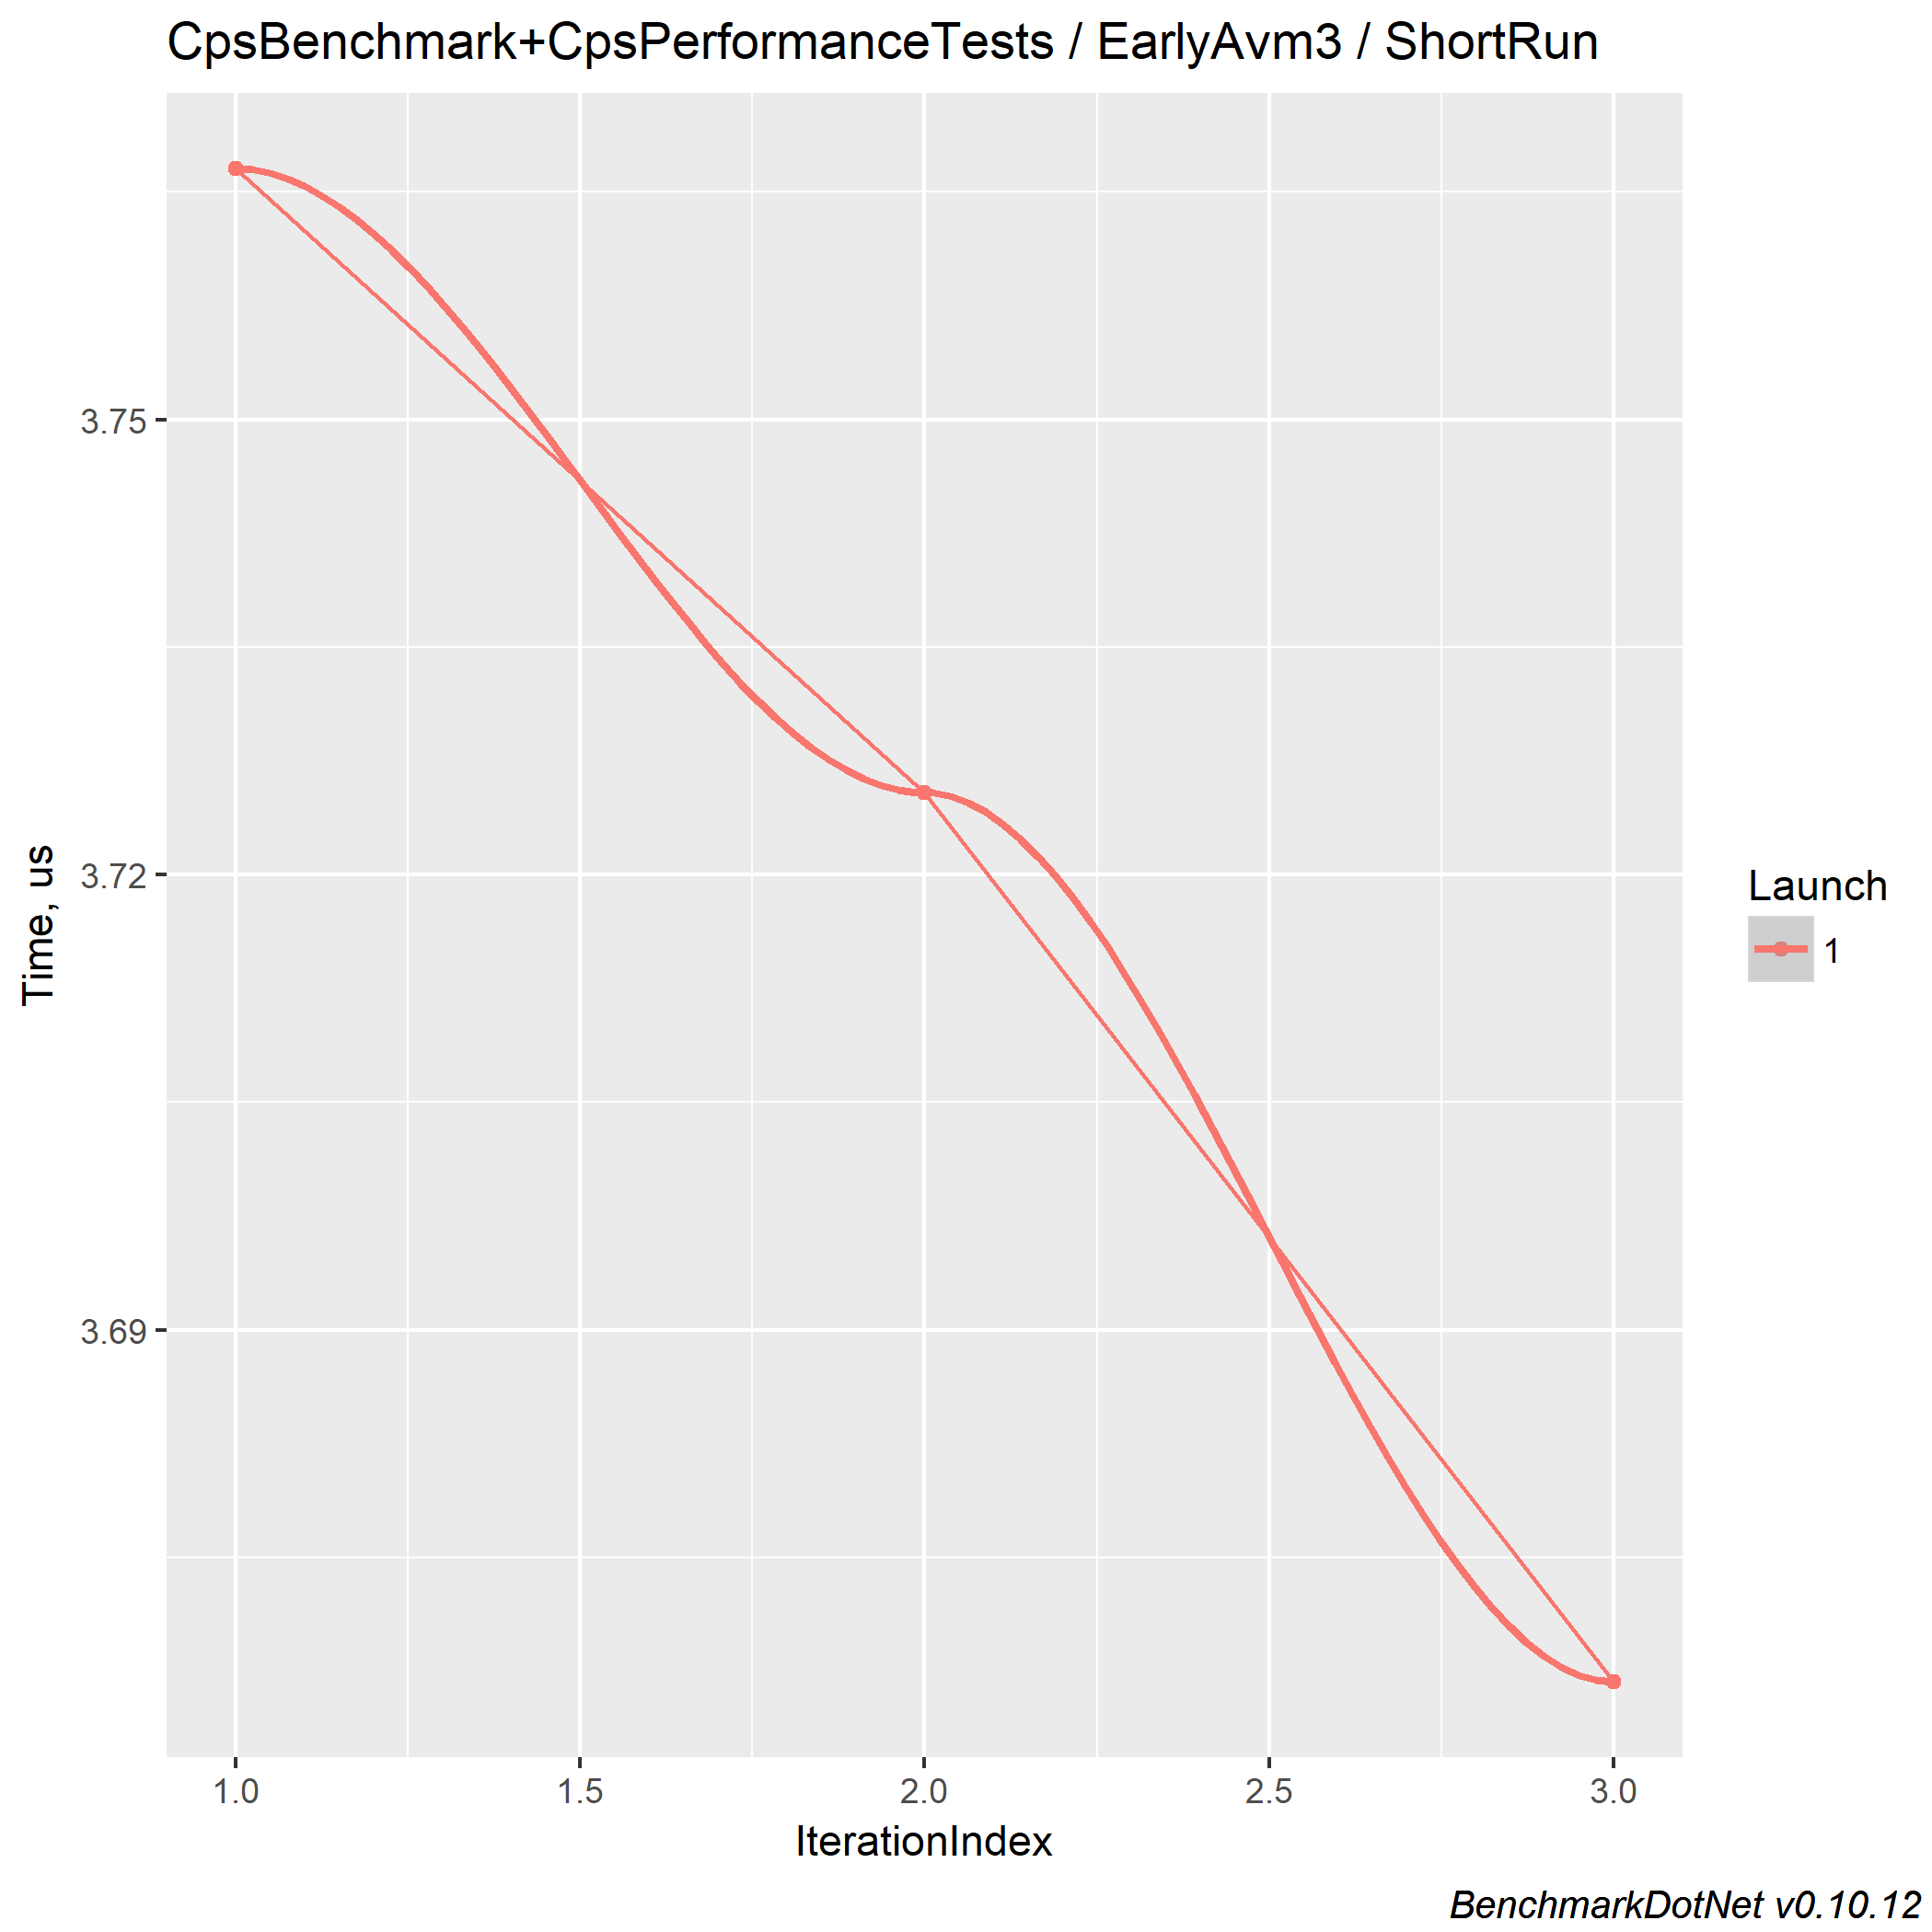 CpsBenchmark+CpsPerformanceTests / EarlyAvm3 / ShortRun
3.75
3.72
3.69
Time, us
1.0 1.5 2.0 2.5 3.0
IterationIndex
Launch
1
BenchmarkDotNet v0.10.12